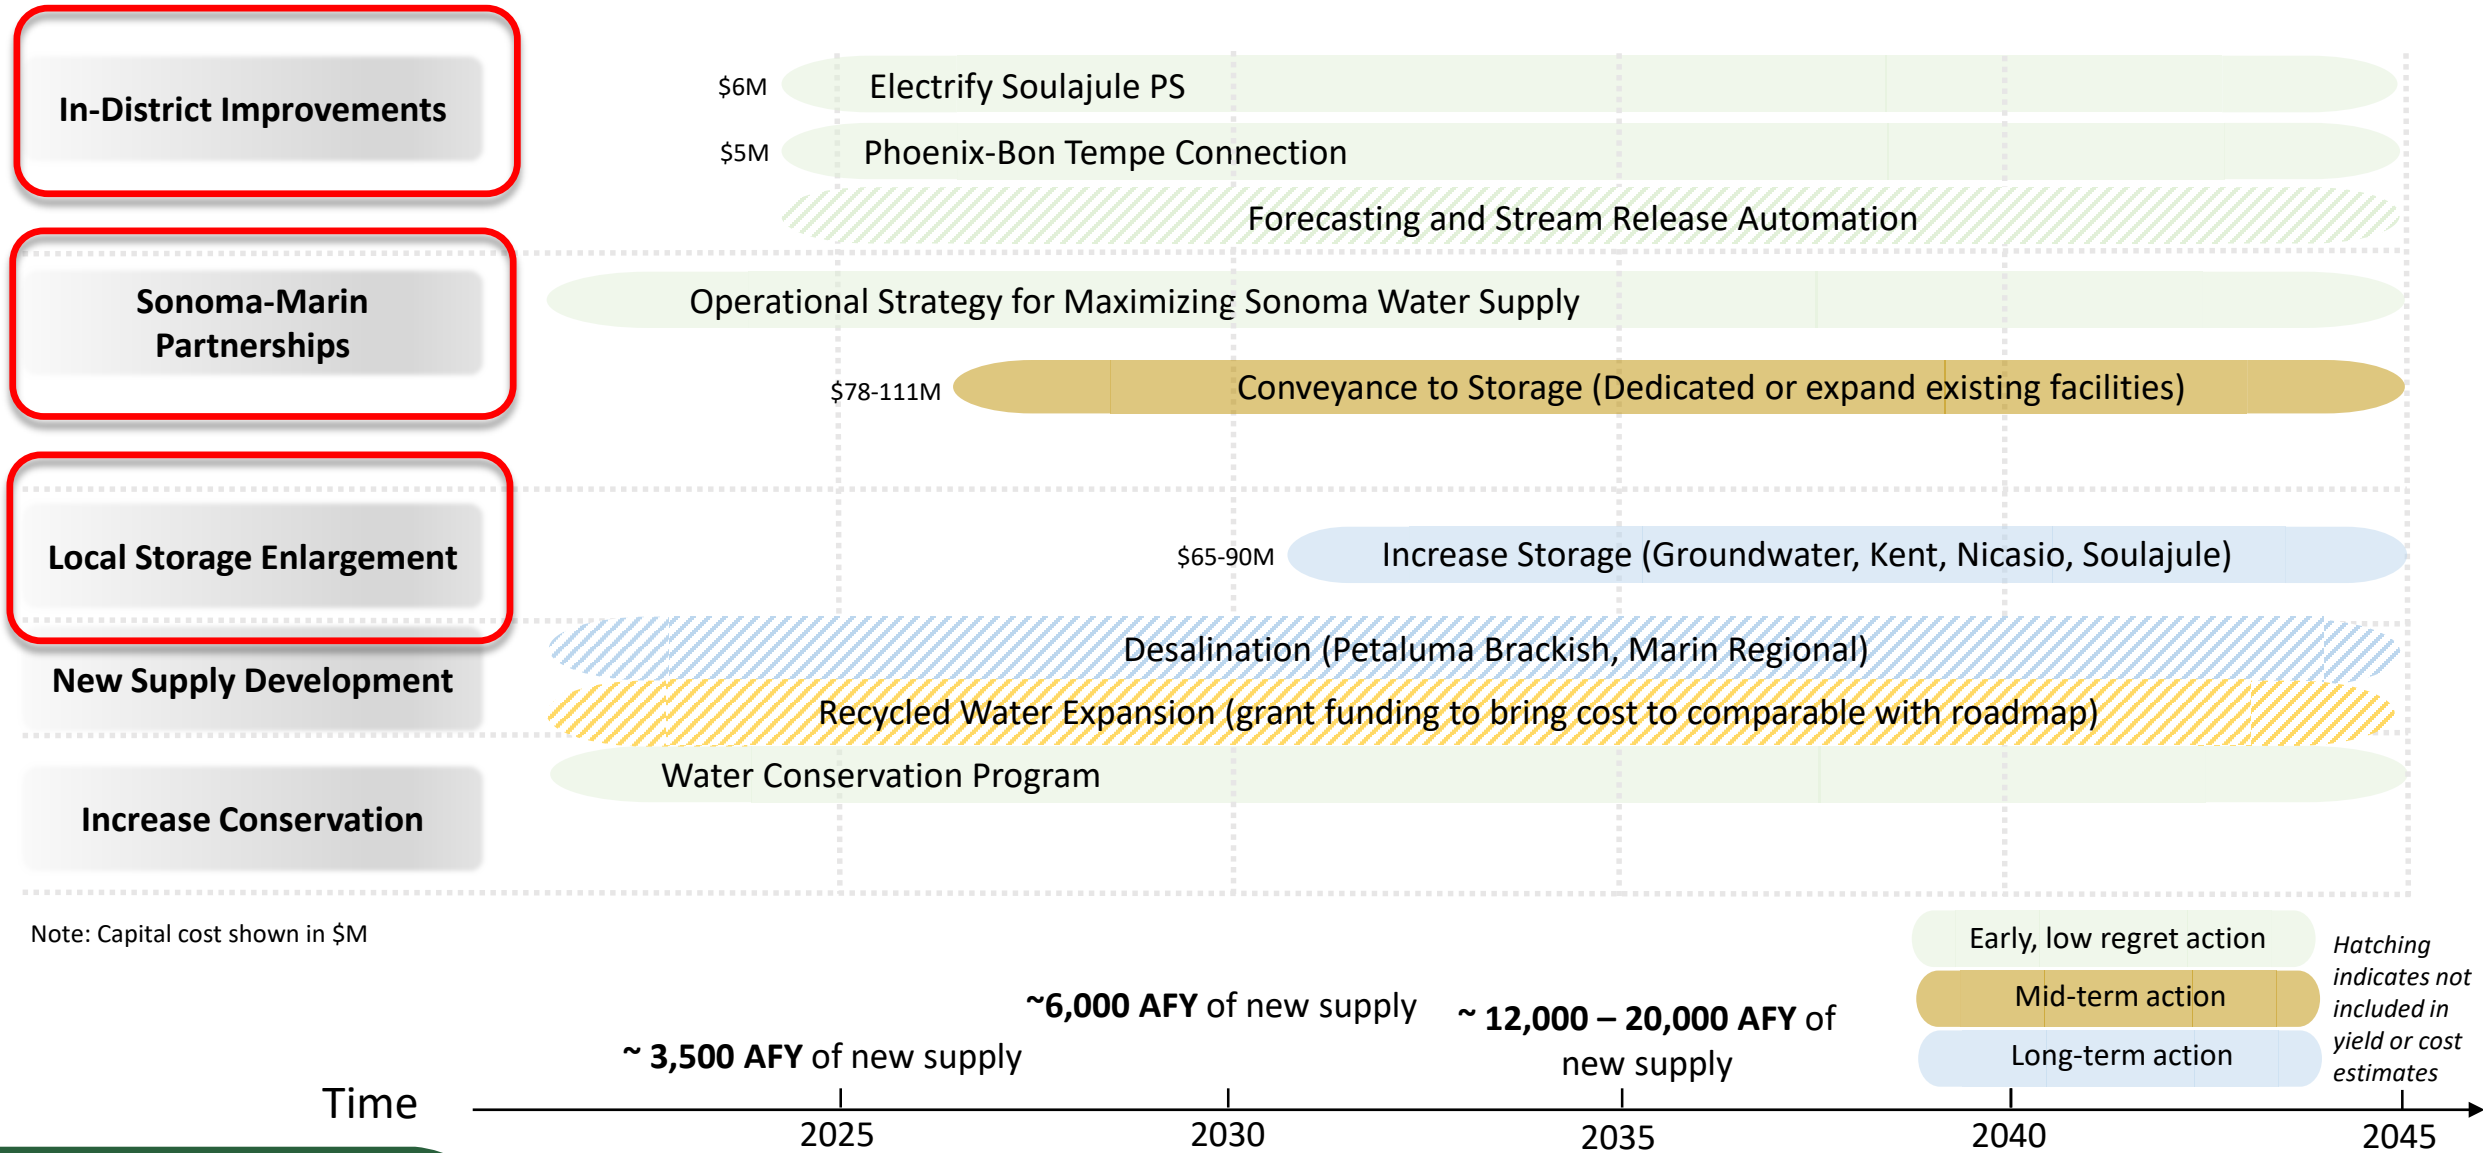 In-District Improvements
$6M
Electrify Soulajule PS
$5M
Phoenix-Bon Tempe Connection
Forecasting and Stream Release Automation
Sonoma-Marin
Partnerships
Operational Strategy for Maximizing Sonoma Water Supply
$78-111M
Conveyance to Storage (Dedicated or expand existing facilities)
Local Storage Enlargement
$65-90M
Increase Storage (Groundwater, Kent, Nicasio, Soulajule)
New Supply Development
Desalination (Petaluma Brackish, Marin Regional)
Recycled Water Expansion (grant funding to bring cost to comparable with roadmap)
Increase Conservation
Water Conservation Program
Note: Capital cost shown in $M
Early, low regret action
Mid-term action
Long-term action
Hatching
indicates not
included in
yield or cost
estimates
~ 3,500 AFY of new supply
~6,000 AFY of new supply
~ 12,000 – 20,000 AFY of
new supply
Time
2025
2030
2035
2040
2045